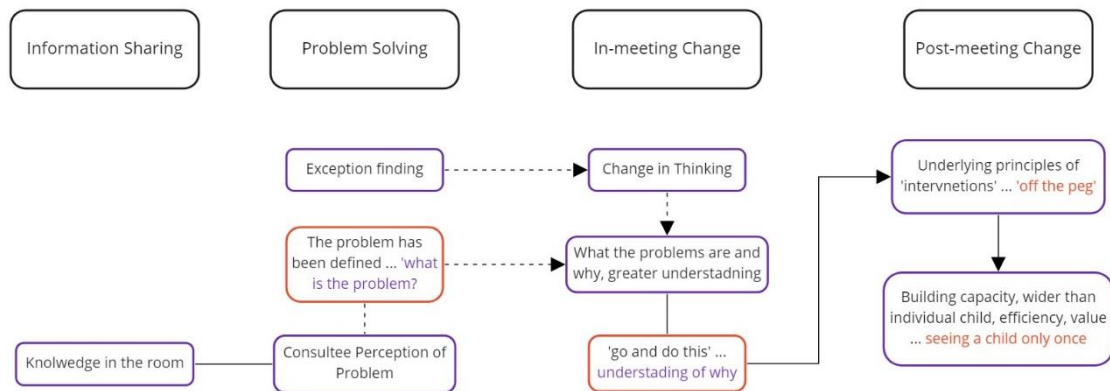 Information Sharing
Problem Solving
In-meeting Change
Post-meeting Change
Exception finding
Change in Thinking
Underlying principles of
'intervnetions' ... 'off the peg'
The problem has
been defined ... 'what
is the problem?
What the problems are and
why, greater understadning
Building capacity, wider than
individual child, efficiency, value
... seeing a child only once
Knolwedge in the room
Consultee Perception of
Problem
'go and do this' ...
understading of why